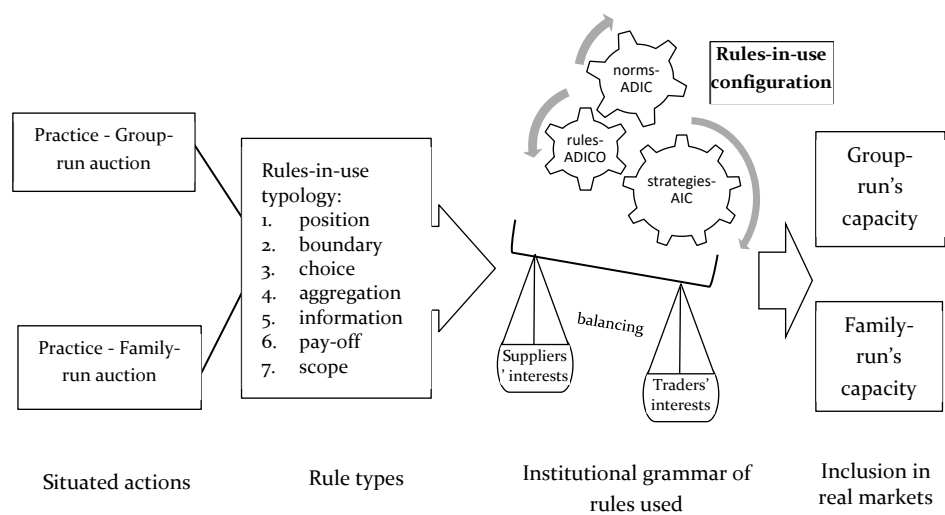 Practice - Group-
run auction
Practice - Family-
run auction
Rules-in-use
typology:
1. position
2. boundary
3. choice
4. aggregation
5. information
6. pay-off
7. scope
norms-
ADIC
rules-
ADICO
strategies-
AIC
Rules-in-use
configuration
balancing
Suppliers
' interests
Traders'
interests
Group-
run's
capacity
Family-
run's
capacity
Situated actions
Rule types
Institutional grammar of
rules used
Inclusion in
real markets